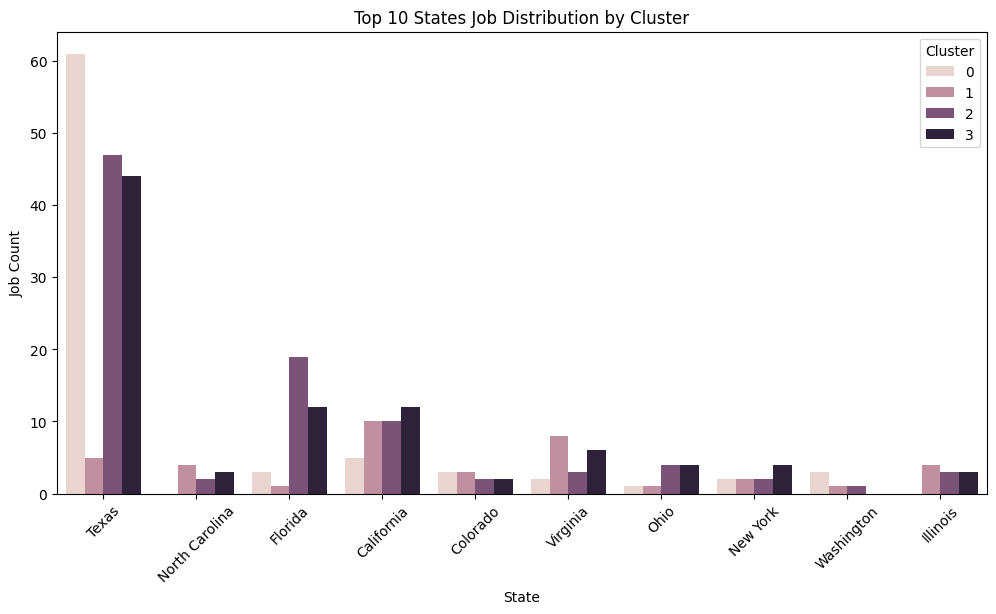 Top 10 States Job Distribution by Cluster
Cluster
0
1
2
3
Job Count
60
50
40
30
20
10
0
Texas
North Carolina
Florida
California
Colorado
Virginia
Ohio
New York
Washington
Illinois
State